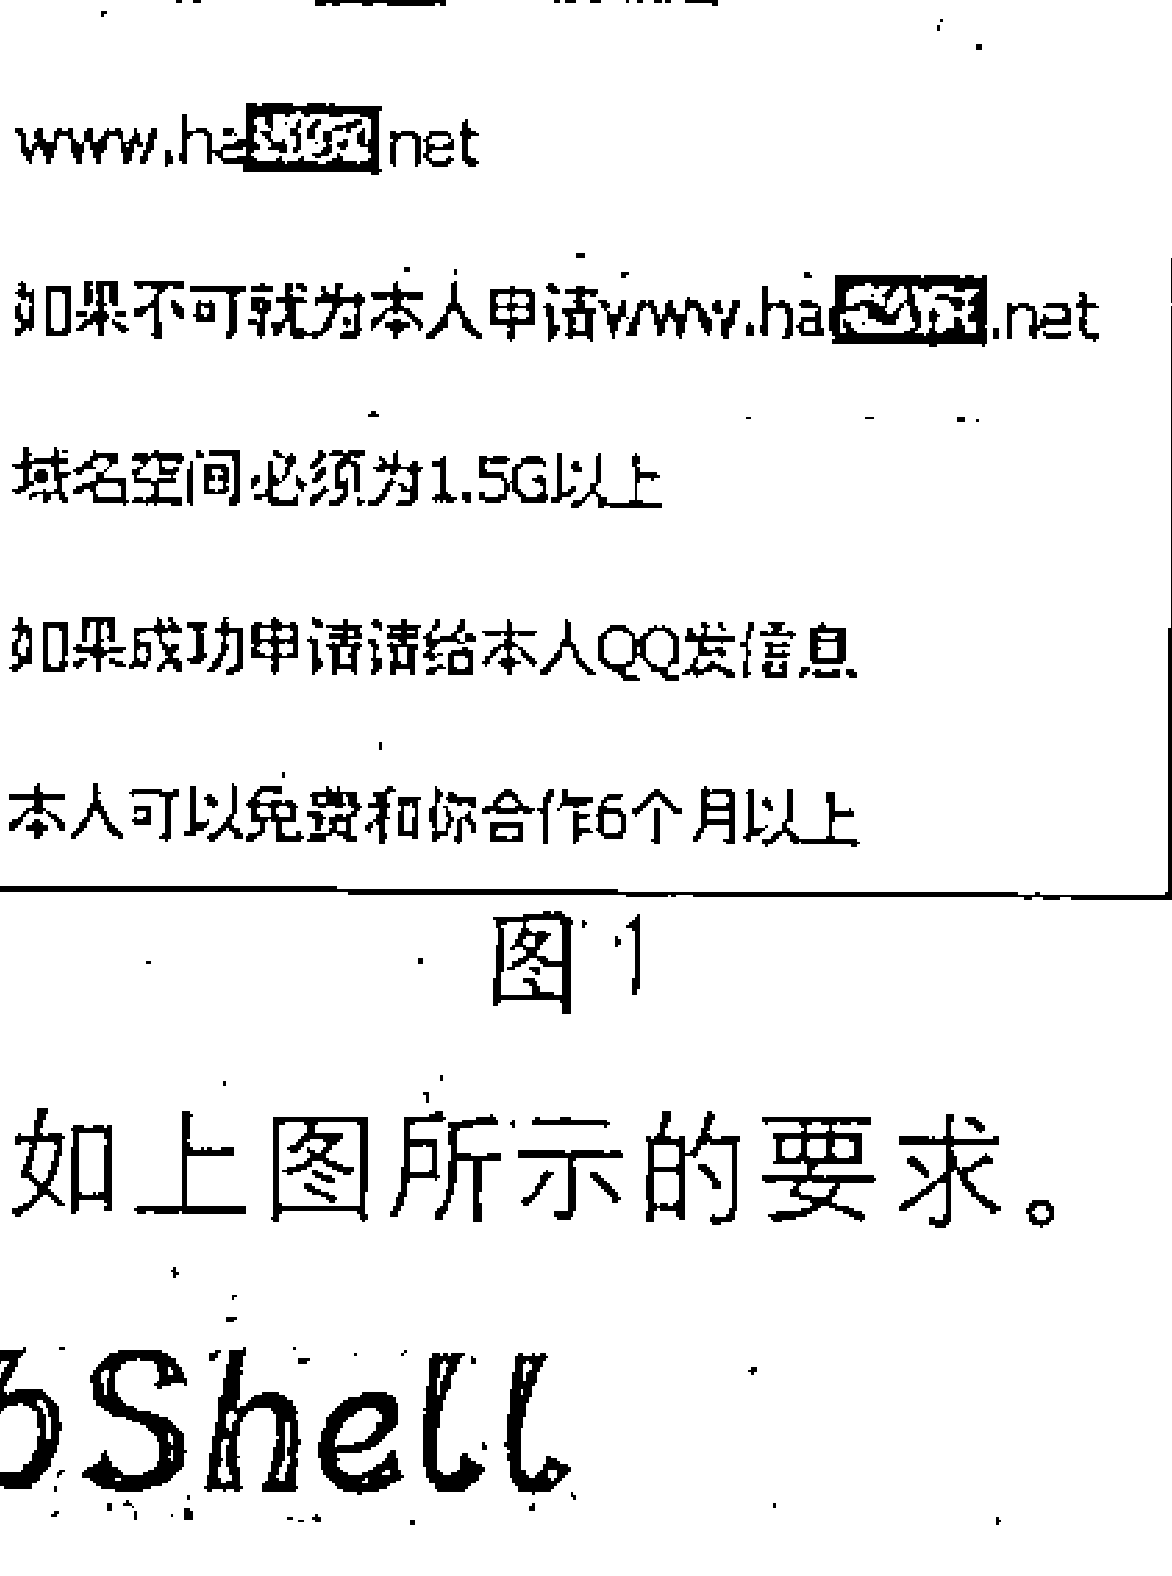 www.ha net
如果不可就为本人申请www.ha .net
域名空间必须为1.5G以上
如果成功申请请给本人QQ发信息
本人可以免费和你合作6个月以上
图1
如上图所示的要求。
bShell